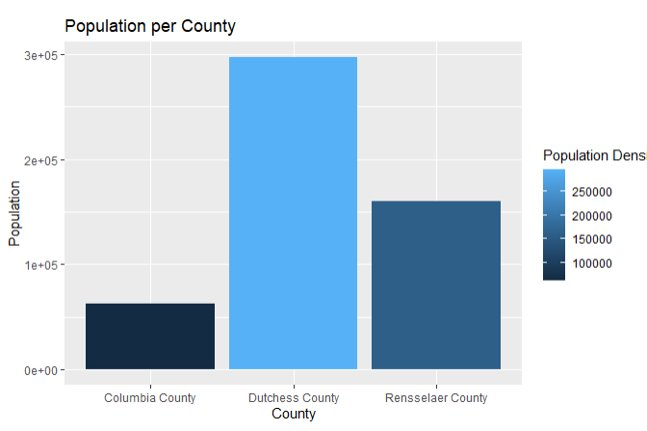 Population per County
3e+05
2e+05
1e+05
0e+00
Population
Columbia County
Dutchess County
Rensselaer County
County
Population Densi
250000
200000
150000
100000